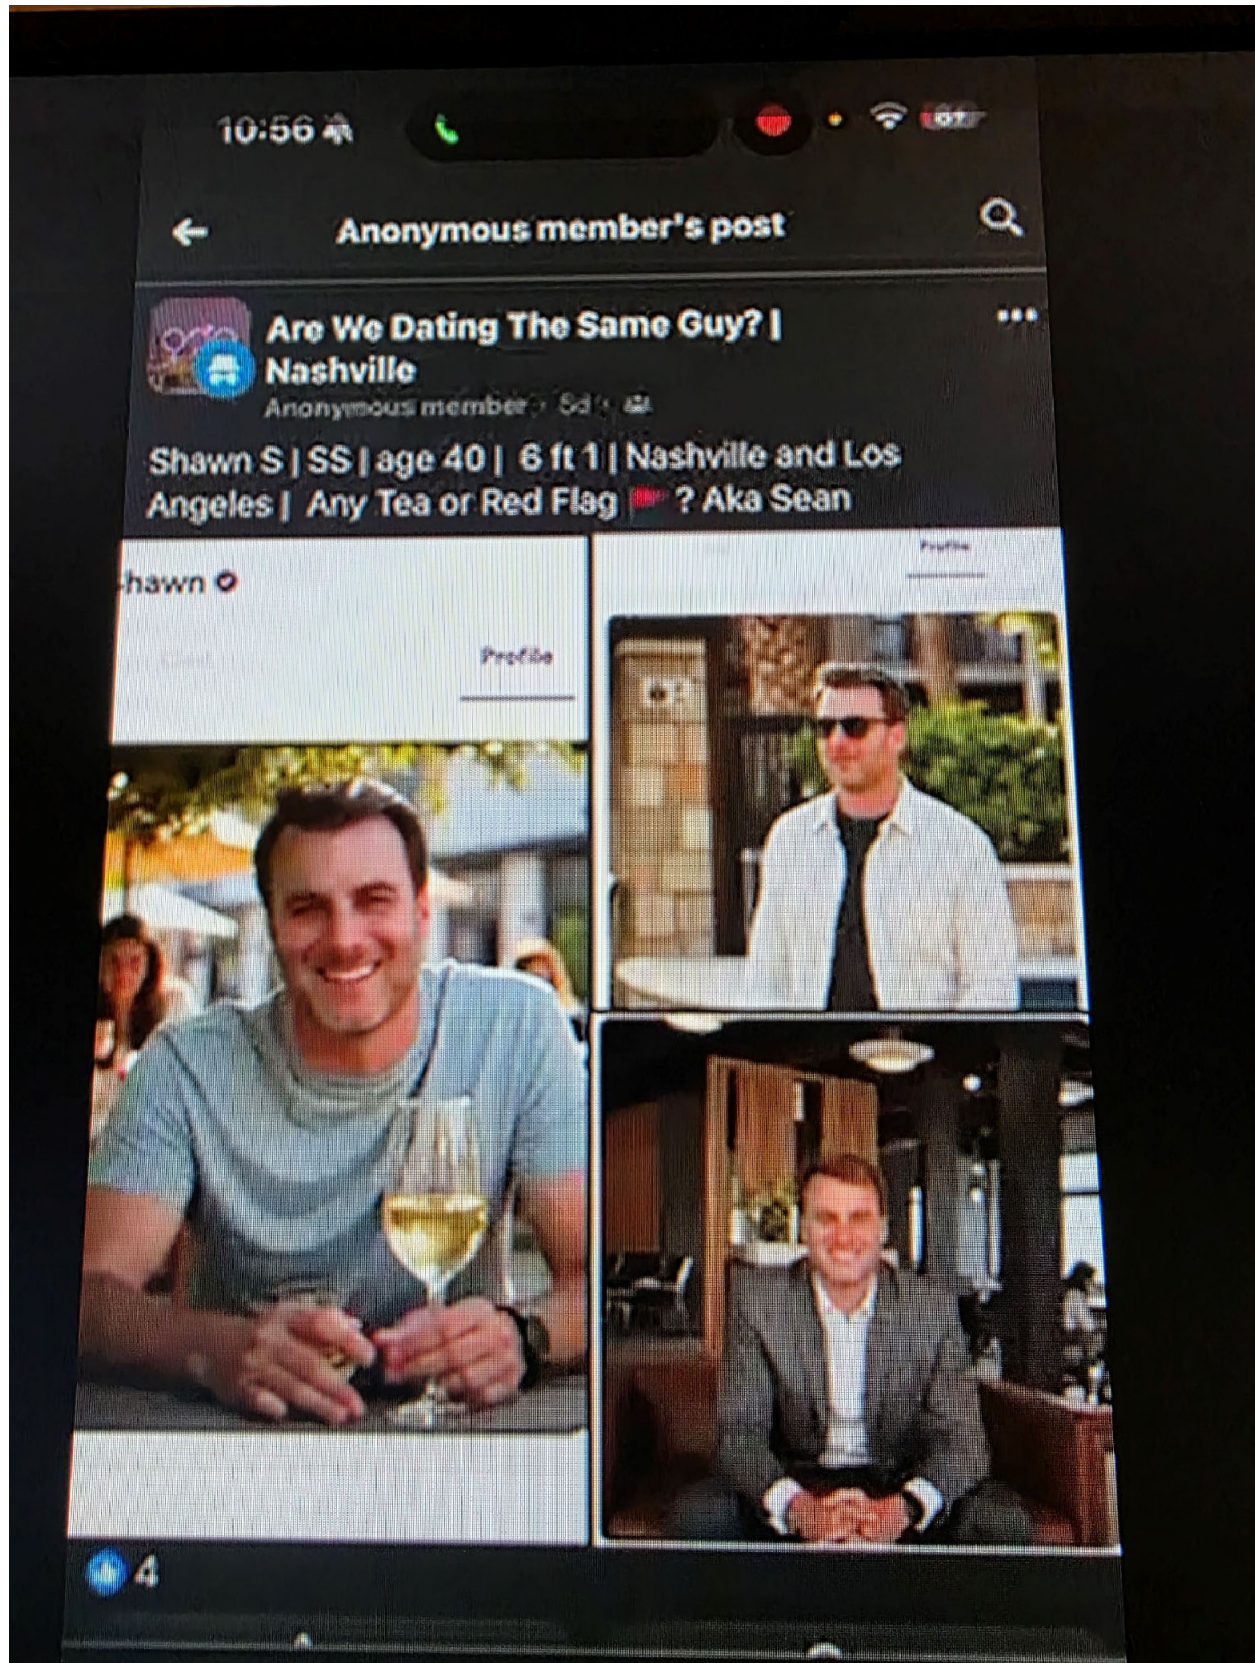 10:56
Anonymous member's post
Are We Dating The Same Guy? |
Nashville
Anonymous member
Shawn S | SS | age 40 | 6 ft 1 | Nashville and Los
Angeles | Any Tea or Red Flag 🚩 ? Aka Sean
hawn
Profile
Profile
4